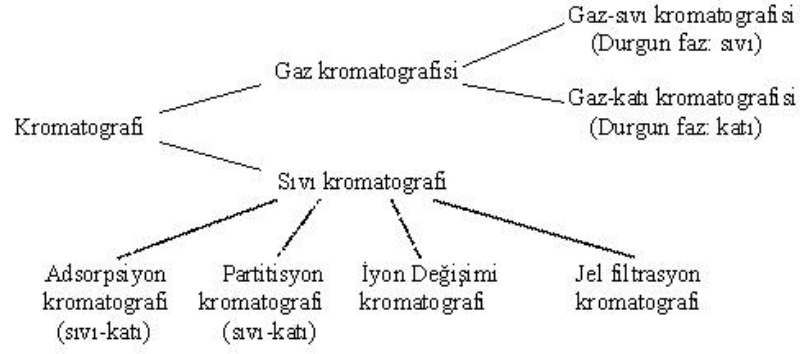 Gaz-sıvı kromatografisi
(Durgun faz: sıvı)
Gaz kromatografisi
Gaz-katı kromatografisi
(Durgun faz: katı)
Kromatografi
Sıvı kromatografi
Adsorpsiyon
kromatografi
(sıvı-katı)
Partitisyon
kromatografi
(sıvı-katı)
İyon Değişimi
kromatografi
Jel filtrasyon
kromatografi